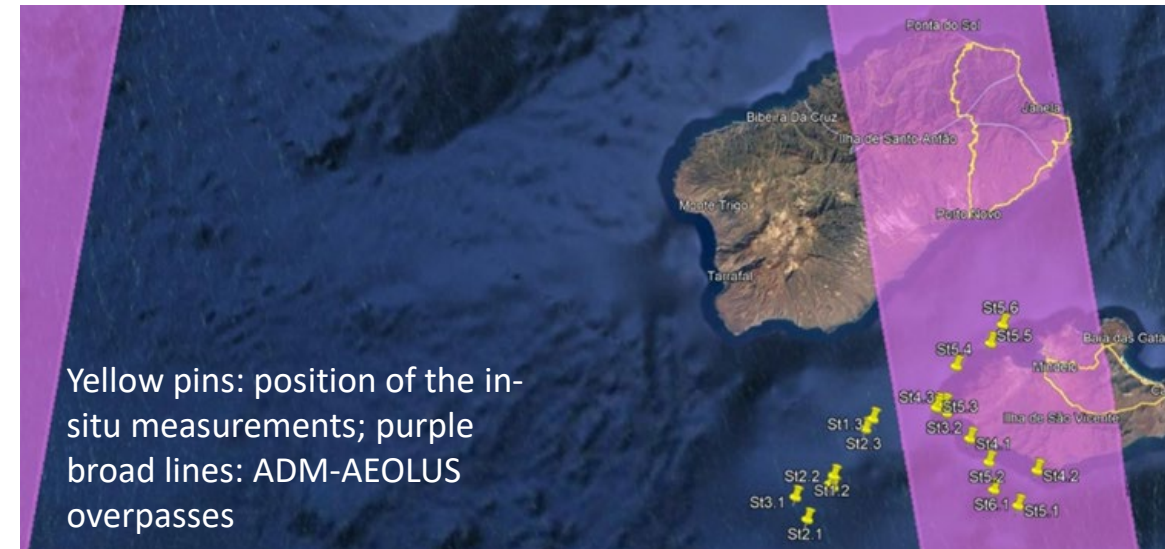 Ponta do Sol
Janela
Ribeira Da Cruz
Ilha de Santo Antão
Monte Trigo
Porto Novo
Tarrafal
St5.6
St5.5
Baia das Gata
St5.4
Mindelo
Yellow pins: position of the in-
situ measurements; purple
broad lines: ADM-AEOLUS
overpasses
St4.3
St5.3
Ilha de São Vicente
St1.3
St3.2
St2.3
St4.1
St2.2
St1.2
St5.2
St4.2
St3.1
St6.1
St5.1
St2.1